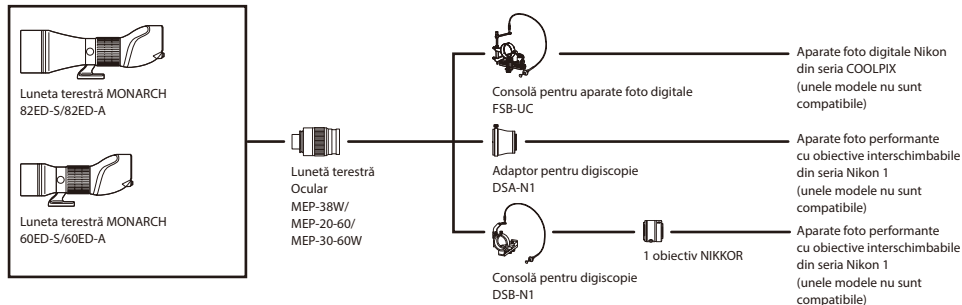 Luneta terestră MONARCH
82ED-S/82ED-A
Luneta terestră MONARCH
60ED-S/60ED-A
Lunetă terestră
Ocular
MEP-38W/
MEP-20-60/
MEP-30-60W
Consolă pentru aparate foto digitale
FSB-UC
Adaptor pentru digiscopie
DSA-N1
Consolă pentru digiscopie
DSB-N1
1 obiectiv NIKKOR
Aparate foto digitale Nikon
din seria COOLPIX
(unele modele nu sunt
compatibile)
Aparate foto performante
cu obiective interschimbabile
din seria Nikon 1
(unele modele nu sunt
compatibile)
Aparate foto performante
cu obiective interschimbabile
din seria Nikon 1
(unele modele nu sunt
compatibile)